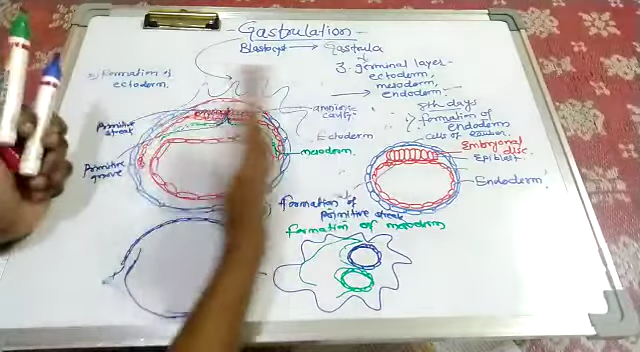 - Gastrulation -
Blastocyst → Gastrula
3 germinal layer -
ectoderm,
mesoderm,
endoderm.
formation of
ectoderm.
8th days
formation of
endoderm
cells of
amniotic
cavity.
Primitive
streak
Primitive
groove
Ectoderm
mesoderm
Embryonal
disc
Epiblast
Endoderm
formation of
primitive streak
formation of mesoderm